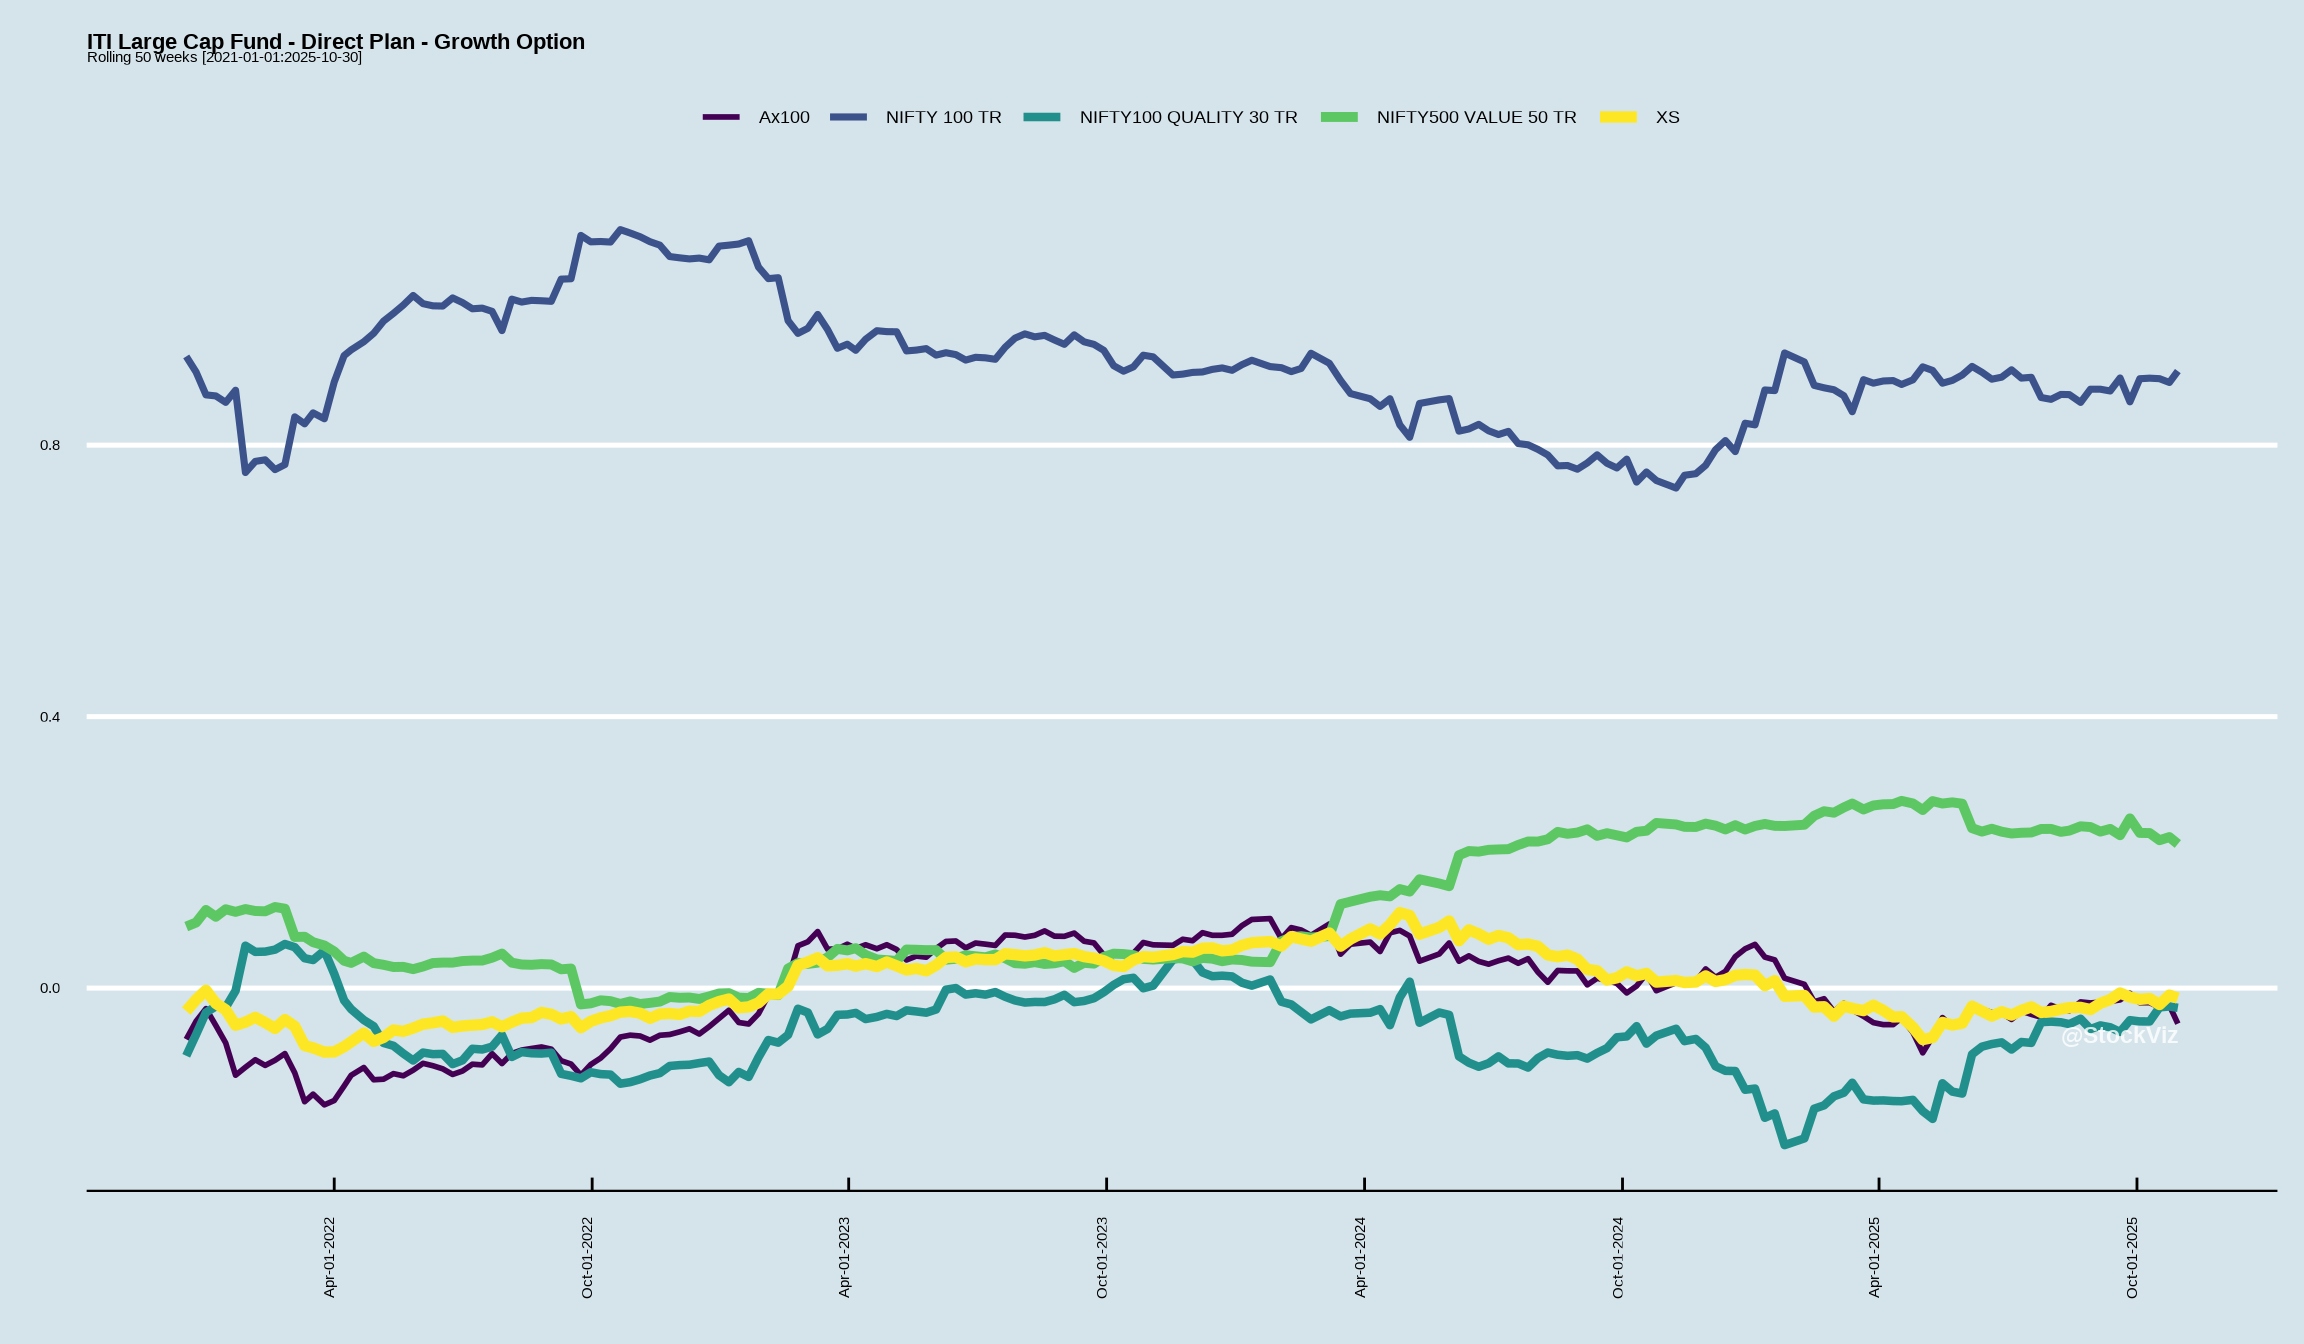 ITI Large Cap Fund - Direct Plan - Growth Option
Rolling 50 weeks [2021-01-01:2025-10-30]
Ax100 NIFTY 100 TR NIFTY100 QUALITY 30 TR NIFTY500 VALUE 50 TR XS
0.8
0.4
0.0
@StockViz
Apr-01-2022 Oct-01-2022 Apr-01-2023 Oct-01-2023 Apr-01-2024 Oct-01-2024 Apr-01-2025 Oct-01-2025